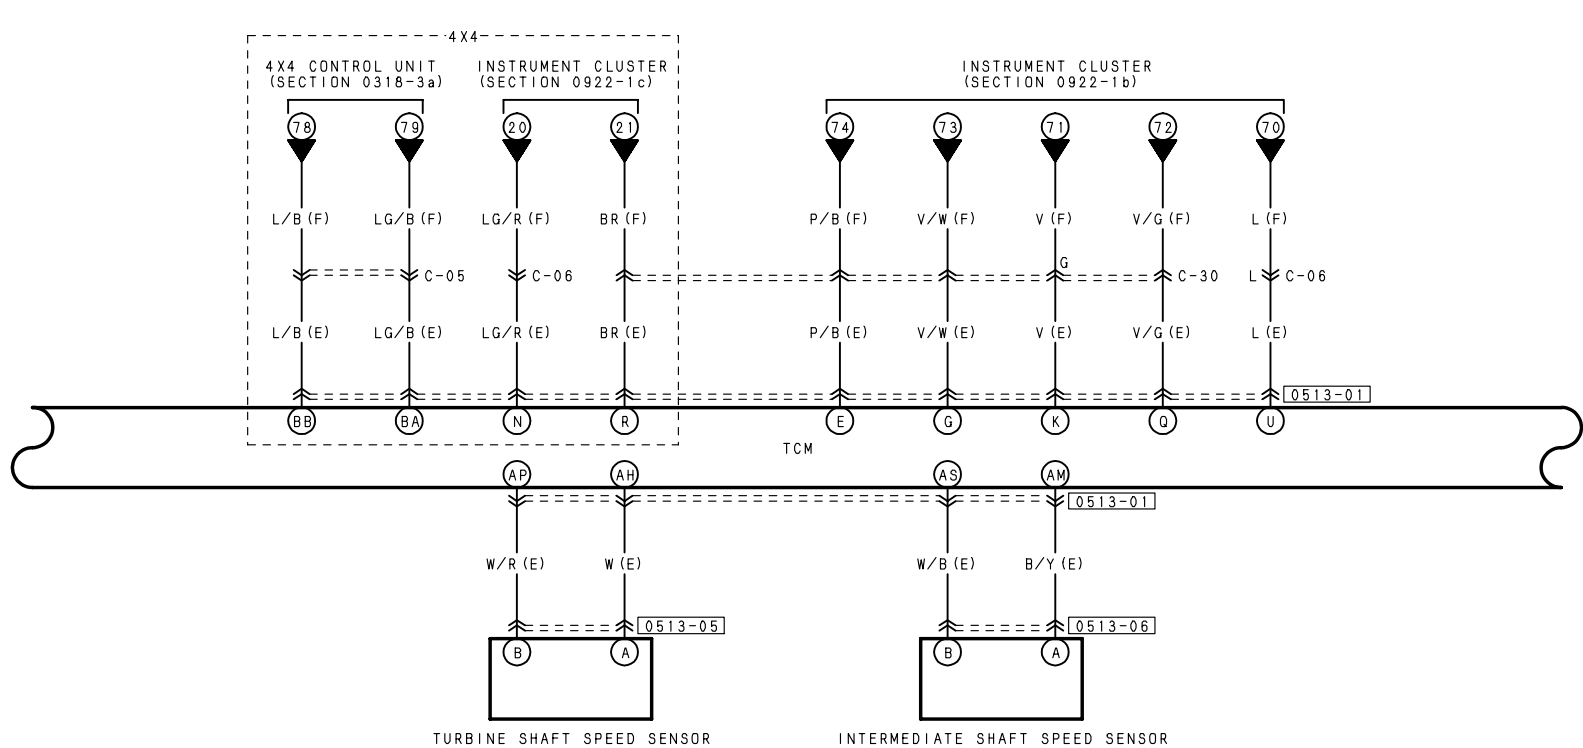 4X4
4X4 CONTROL UNIT
(SECTION 0318-3a)
INSTRUMENT CLUSTER
(SECTION 0922-1c)
INSTRUMENT CLUSTER
(SECTION 0922-1b)
78 79 20 21 74 73 71 72 70
L/B (F) LG/B (F) LG/R (F) BR (F) P/B (F) V/W (F) V (F) V/G (F) L (F)
G
C-05 C-06 C-30 L C-06
L/B (E) LG/B (E) LG/R (E) BR (E) P/B (E) V/W (E) V (E) V/G (E) L (E)
0513-01
BB BA N R E G K Q U
TCM
AP AH AS AM
0513-01
W/R (E) W (E) W/B (E) B/Y (E)
0513-05 0513-06
B A B A
TURBINE SHAFT SPEED SENSOR INTERMEDIATE SHAFT SPEED SENSOR